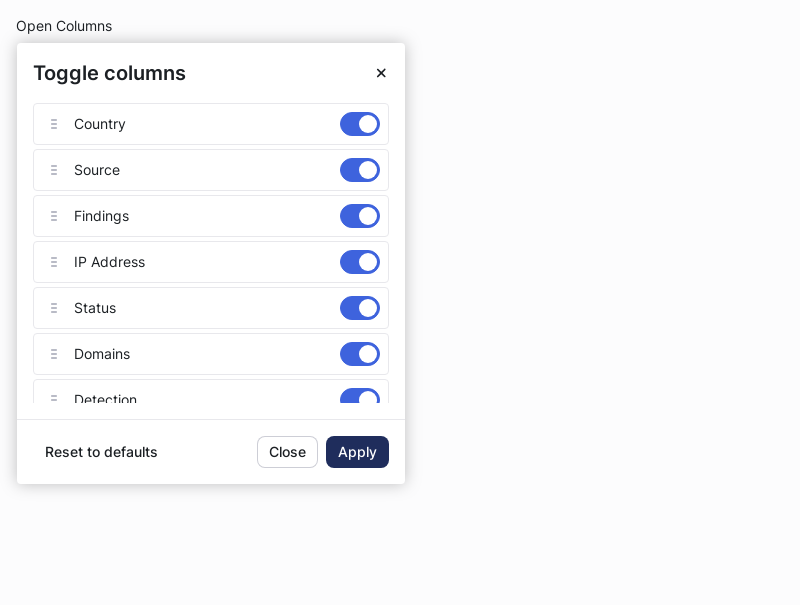 Open Columns
Toggle columns
Country
Source
Findings
IP Address
Status
Domains
Detection
Reset to defaults
Close
Apply